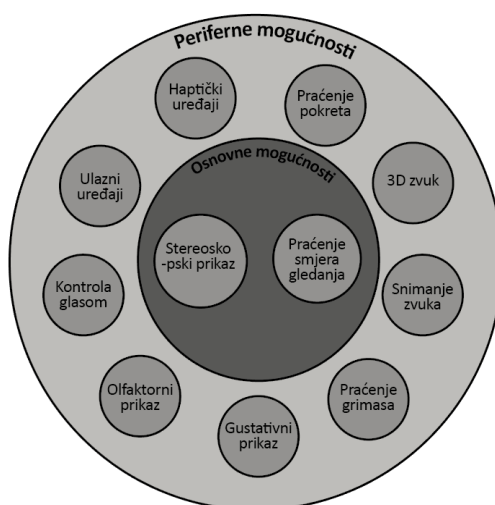 Periferne mogućnosti
Haptički
uređaji
Praćenje
pokreta
Osnovne mogućnosti
Ulazni
uređaji
3D zvuk
Stereosko
-pski prikaz
Praćenje
smjera
gledanja
Kontrola
glasom
Snimanje
zvuka
Olfaktorni
prikaz
Praćenje
grimasa
Gustativni
prikaz